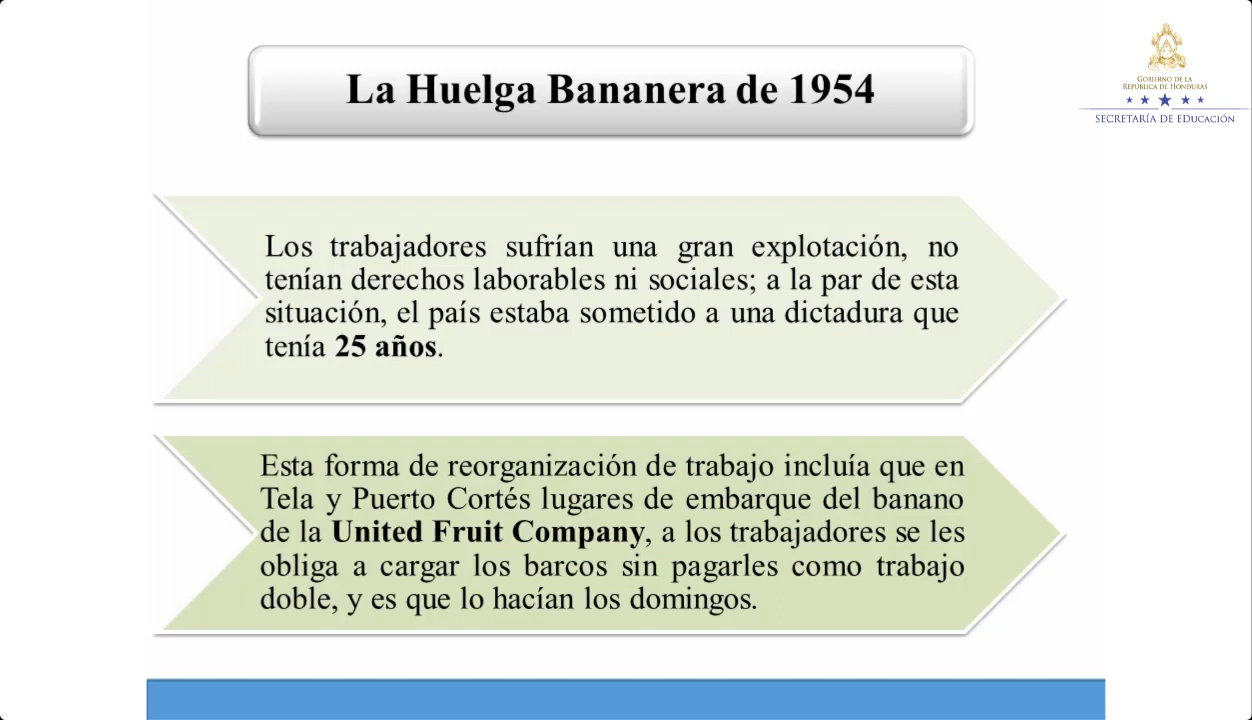 La Huelga Bananera de 1954
GOBIERNO DE LA
REPÚBLICA DE HONDURAS
SECRETARÍA DE EDUCACIÓN
Los trabajadores sufrían una gran explotación, no
tenían derechos laborables ni sociales; a la par de esta
situación, el país estaba sometido a una dictadura que
tenía 25 años.
Esta forma de reorganización de trabajo incluía que en
Tela y Puerto Cortés lugares de embarque del banano
de la United Fruit Company, a los trabajadores se les
obliga a cargar los barcos sin pagarles como trabajo
doble, y es que lo hacían los domingos.